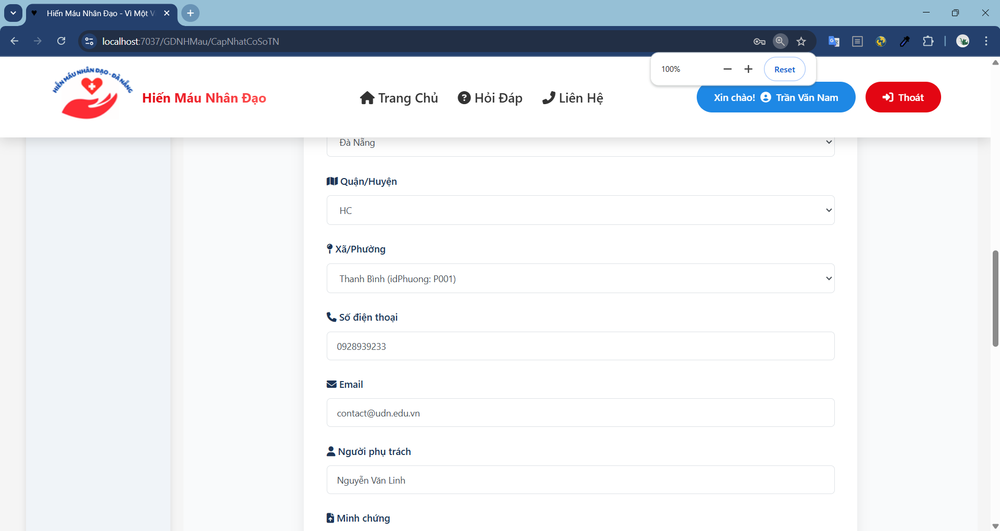 Hiến Máu Nhân Đạo - Vì Một V
localhost:7037/GDNHMau/CapNhatCoSoTN
100%
Reset
HIẾN MÁU NHÂN ĐẠO - ĐÀ NẴNG
Hiến Máu Nhân Đạo
Trang Chủ
Hỏi Đáp
Liên Hệ
Xin chào! Trần Văn Nam
Thoát
Đà Nẵng
Quận/Huyện
HC
Xã/Phường
Thanh Bình (idPhuong: P001)
Số điện thoại
0928939233
Email
contact@udn.edu.vn
Người phụ trách
Nguyễn Văn Linh
Minh chứng